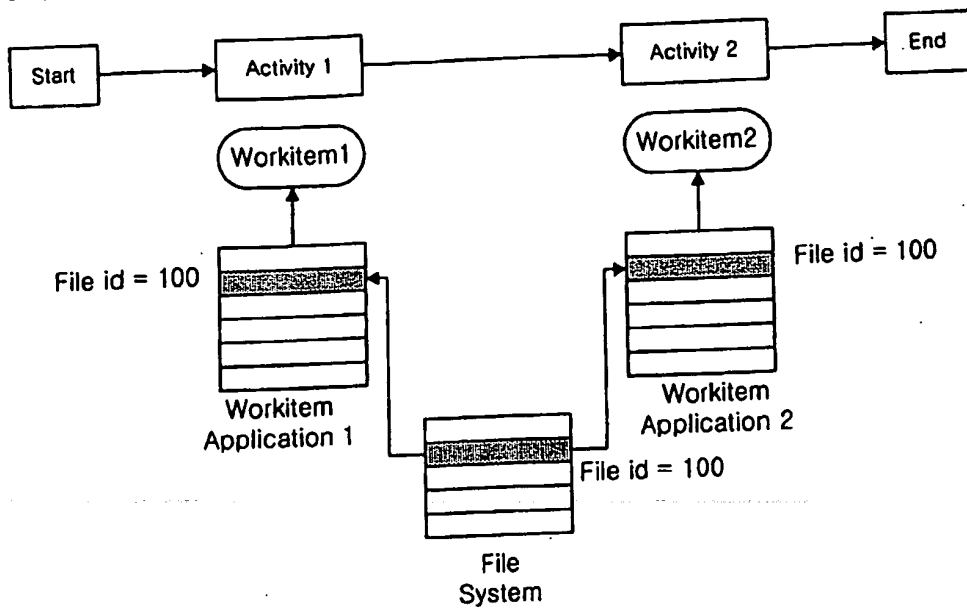 Start
Activity 1
Activity 2
End
Workitem1
Workitem2
File id = 100
File id = 100
Workitem
Application 1
Workitem
Application 2
File id = 100
File
System